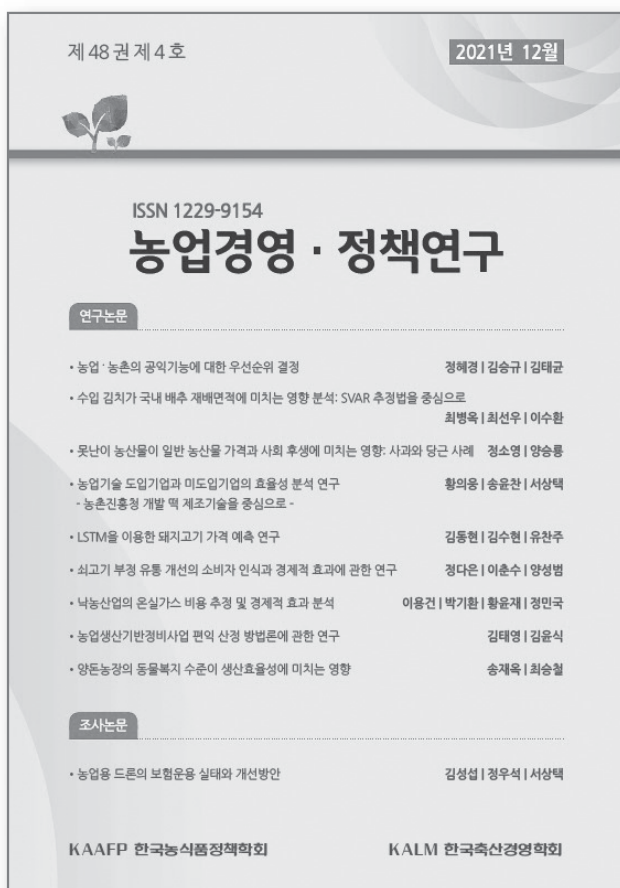 제 48 권 제 4 호
2021년 12월
ISSN 1229-9154
농업경영 · 정책연구
연구논문
• 농업 · 농촌의 공익기능에 대한 우선순위 결정 정혜경 | 김승규 | 김태균
• 수입 김치가 국내 배추 재배면적에 미치는 영향 분석: SVAR 추정법을 중심으로
최병옥 | 최선우 | 이수환
• 못난이 농산물이 일반 농산물 가격과 사회 후생에 미치는 영향: 사과와 당근 사례 정소영 | 양승룡
• 농업기술 도입기업과 미도입기업의 효율성 분석 연구 황의웅 | 송윤찬 | 서상택
- 농촌진흥청 개발 떡 제조기술을 중심으로 -
• LSTM을 이용한 돼지고기 가격 예측 연구 김동현 | 김수현 | 유찬주
• 쇠고기 부정 유통 개선의 소비자 인식과 경제적 효과에 관한 연구 정다은 | 이춘수 | 양성범
• 낙농산업의 온실가스 비용 추정 및 경제적 효과 분석 이용건 | 박기환 | 황윤재 | 정민국
• 농업생산기반정비사업 편익 산정 방법론에 관한 연구 김태영 | 김윤식
• 양돈농장의 동물복지 수준이 생산효율성에 미치는 영향 송재옥 | 최승철
조사논문
• 농업용 드론의 보험운용 실태와 개선방안 김성섭 | 정우석 | 서상택
KAAFP 한국농식품정책학회 KALM 한국축산경영학회